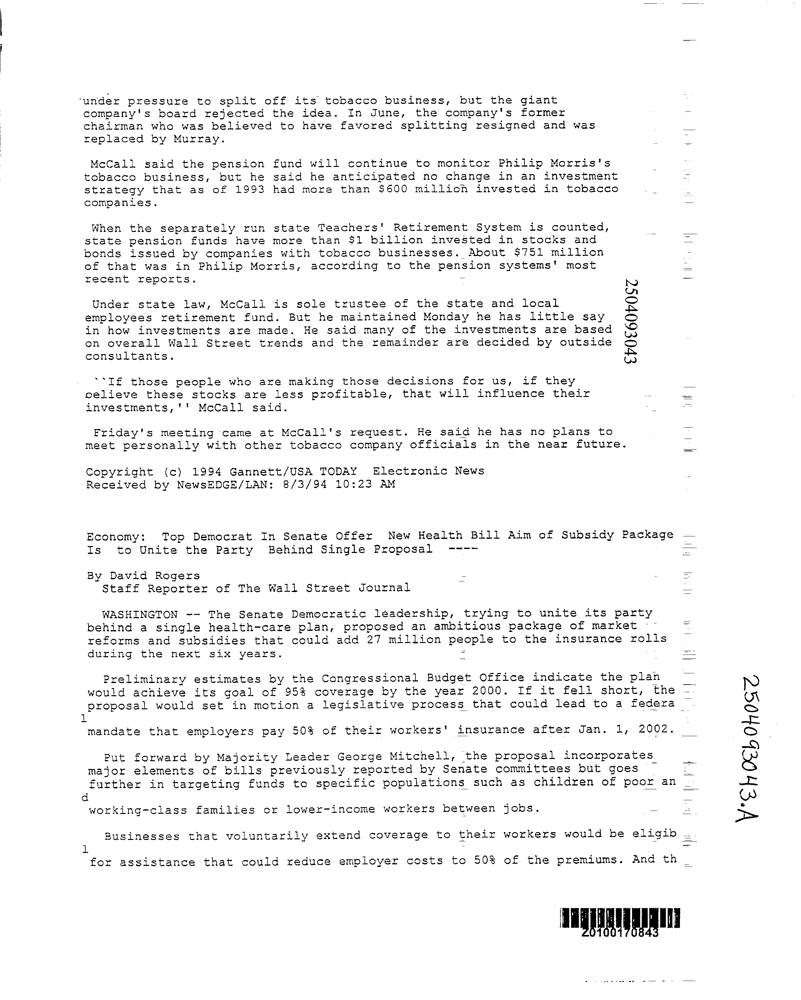 under pressure to split off its tobacco business, but the giant
company's board rejected the idea. In June, the company's former
chairman who was believed to have favored splitting resigned and was
replaced by Murray.
McCall said the pension fund will continue to monitor Philip Morris's
tobacco business, but he said he anticipated no change in an investment
strategy that as of 1993 had more than $600 million invested in tobacco
companies.
When the separately run state Teachers' Retirement System is counted,
state pension funds have more than $1 billion invested in stocks and
bonds issued by companies with tobacco businesses. About $751 million
of that was in Philip Morris, according to the pension systems' most
recent reports.
Under state law, McCall is sole trustee of the state and local
employees retirement fund. But he maintained Monday he has little say
in how investments are made. He said many of the investments are based
on overall Wall Street trends and the remainder are decided by outside
consultants.
2504093043
``If those people who are making those decisions for us, if they
believe these stocks are less profitable, that will influence their
investments,'' McCall said.
Friday's meeting came at McCall's request. He said he has no plans to
meet personally with other tobacco company officials in the near future.
Copyright (c) 1994 Gannett/USA TODAY Electronic News
Received by NewsEDGE/LAN: 8/3/94 10:23 AM
Economy: Top Democrat In Senate Offer New Health Bill Aim of Subsidy Package
Is to Unite the Party Behind Single Proposal ----
By David Rogers
Staff Reporter of The Wall Street Journal
WASHINGTON -- The Senate Democratic leadership, trying to unite its party
behind a single health-care plan, proposed an ambitious package of market
reforms and subsidies that could add 27 million people to the insurance rolls
during the next six years.
Preliminary estimates by the Congressional Budget Office indicate the plan
would achieve its goal of 95% coverage by the year 2000. If it fell short, the
proposal would set in motion a legislative process that could lead to a federa
l
mandate that employers pay 50% of their workers' insurance after Jan. 1, 2002.
Put forward by Majority Leader George Mitchell, the proposal incorporates
major elements of bills previously reported by Senate committees but goes
further in targeting funds to specific populations such as children of poor an
d
working-class families or lower-income workers between jobs.
2504093043.A
Businesses that voluntarily extend coverage to their workers would be eligib
l
for assistance that could reduce employer costs to 50% of the premiums. And th
Z0100170843